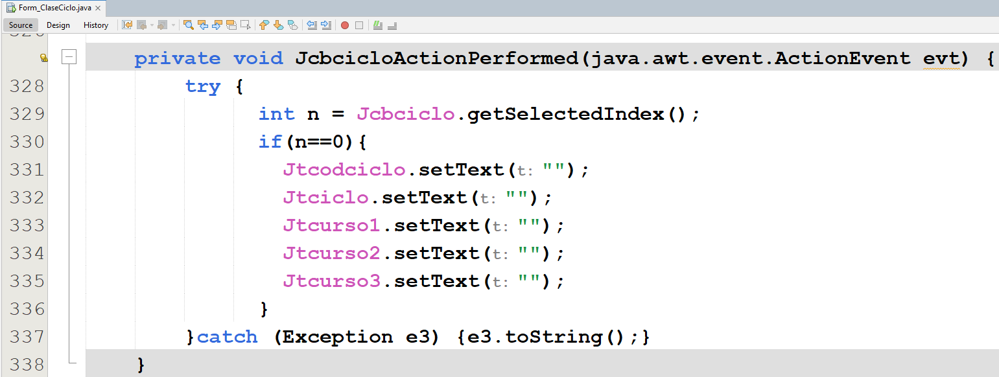 Form_ClaseCiclo.java
Source Design History
private void JcbcicloActionPerformed(java.awt.event.ActionEvent evt) {
328 try {
329 int n = Jcbciclo.getSelectedIndex();
330 if(n==0){
331 Jtcodciclo.setText(t: "");
332 Jtciclo.setText(t: "");
333 Jtcurso1.setText(t: "");
334 Jtcurso2.setText(t: "");
335 Jtcurso3.setText(t: "");
336 }
337 }catch (Exception e3) {e3.toString();}
338 }